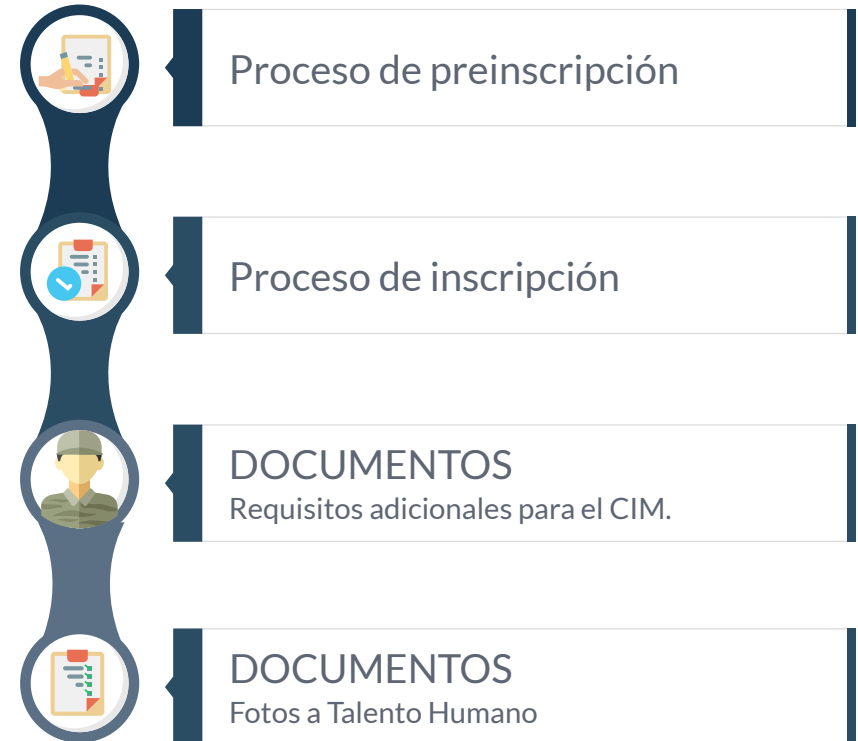 Proceso de preinscripción
Proceso de inscripción
DOCUMENTOS
Requisitos adicionales para el CIM.
DOCUMENTOS
Fotos a Talento Humano